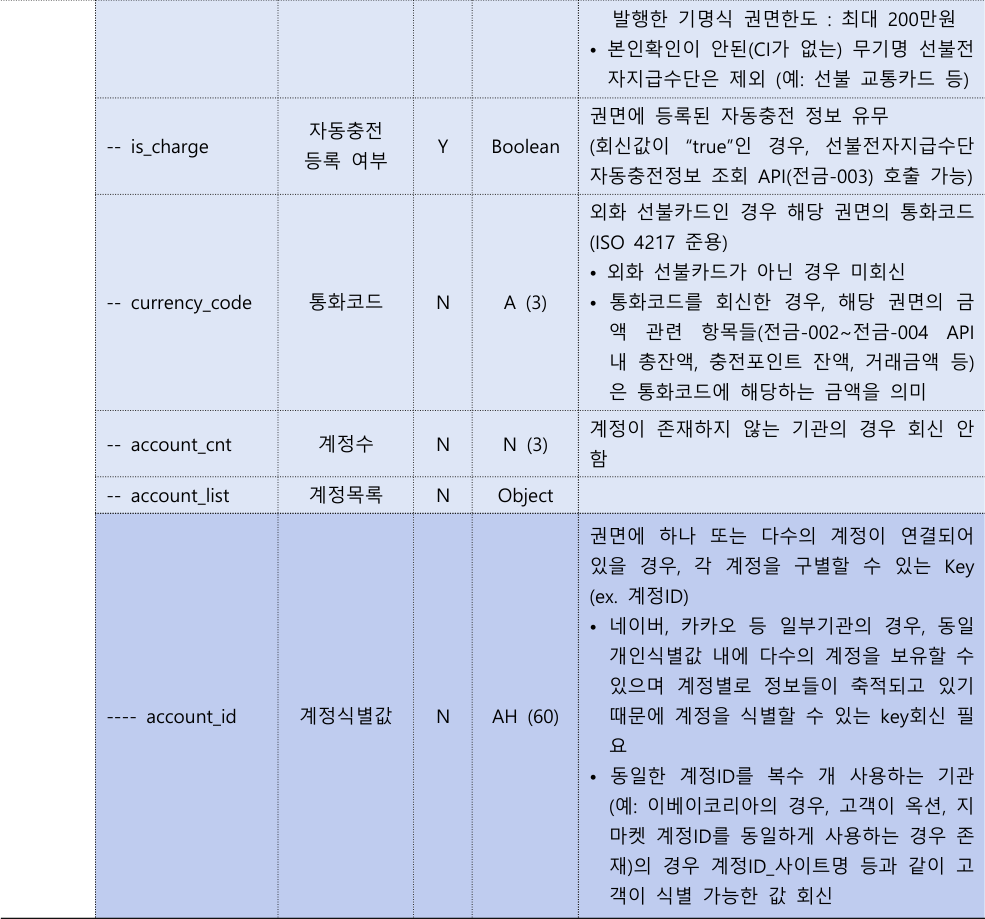 발행한 기명식 권면한도 : 최대 200만원
• 본인확인이 안된(CI가 없는) 무기명 선불전
자지급수단은 제외 (예: 선불 교통카드 등)
-- is_charge
자동충전
등록 여부
Y
Boolean
권면에 등록된 자동충전 정보 유무
(회신값이 “true”인 경우, 선불전자지급수단
자동충전정보 조회 API(전금-003) 호출 가능)
-- currency_code
통화코드
N
A (3)
외화 선불카드인 경우 해당 권면의 통화코드
(ISO 4217 준용)
• 외화 선불카드가 아닌 경우 미회신
• 통화코드를 회신한 경우, 해당 권면의 금
액 관련 항목들(전금-002~전금-004 API
내 총잔액, 충전포인트 잔액, 거래금액 등)
은 통화코드에 해당하는 금액을 의미
-- account_cnt
계정수
N
N (3)
계정이 존재하지 않는 기관의 경우 회신 안
함
-- account_list
계정목록
N
Object
---- account_id
계정식별값
N
AH (60)
권면에 하나 또는 다수의 계정이 연결되어
있을 경우, 각 계정을 구별할 수 있는 Key
(ex. 계정ID)
• 네이버, 카카오 등 일부기관의 경우, 동일
개인식별값 내에 다수의 계정을 보유할 수
있으며 계정별로 정보들이 축적되고 있기
때문에 계정을 식별할 수 있는 key회신 필
요
• 동일한 계정ID를 복수 개 사용하는 기관
(예: 이베이코리아의 경우, 고객이 옥션, 지
마켓 계정ID를 동일하게 사용하는 경우 존
재)의 경우 계정ID_사이트명 등과 같이 고
객이 식별 가능한 값 회신